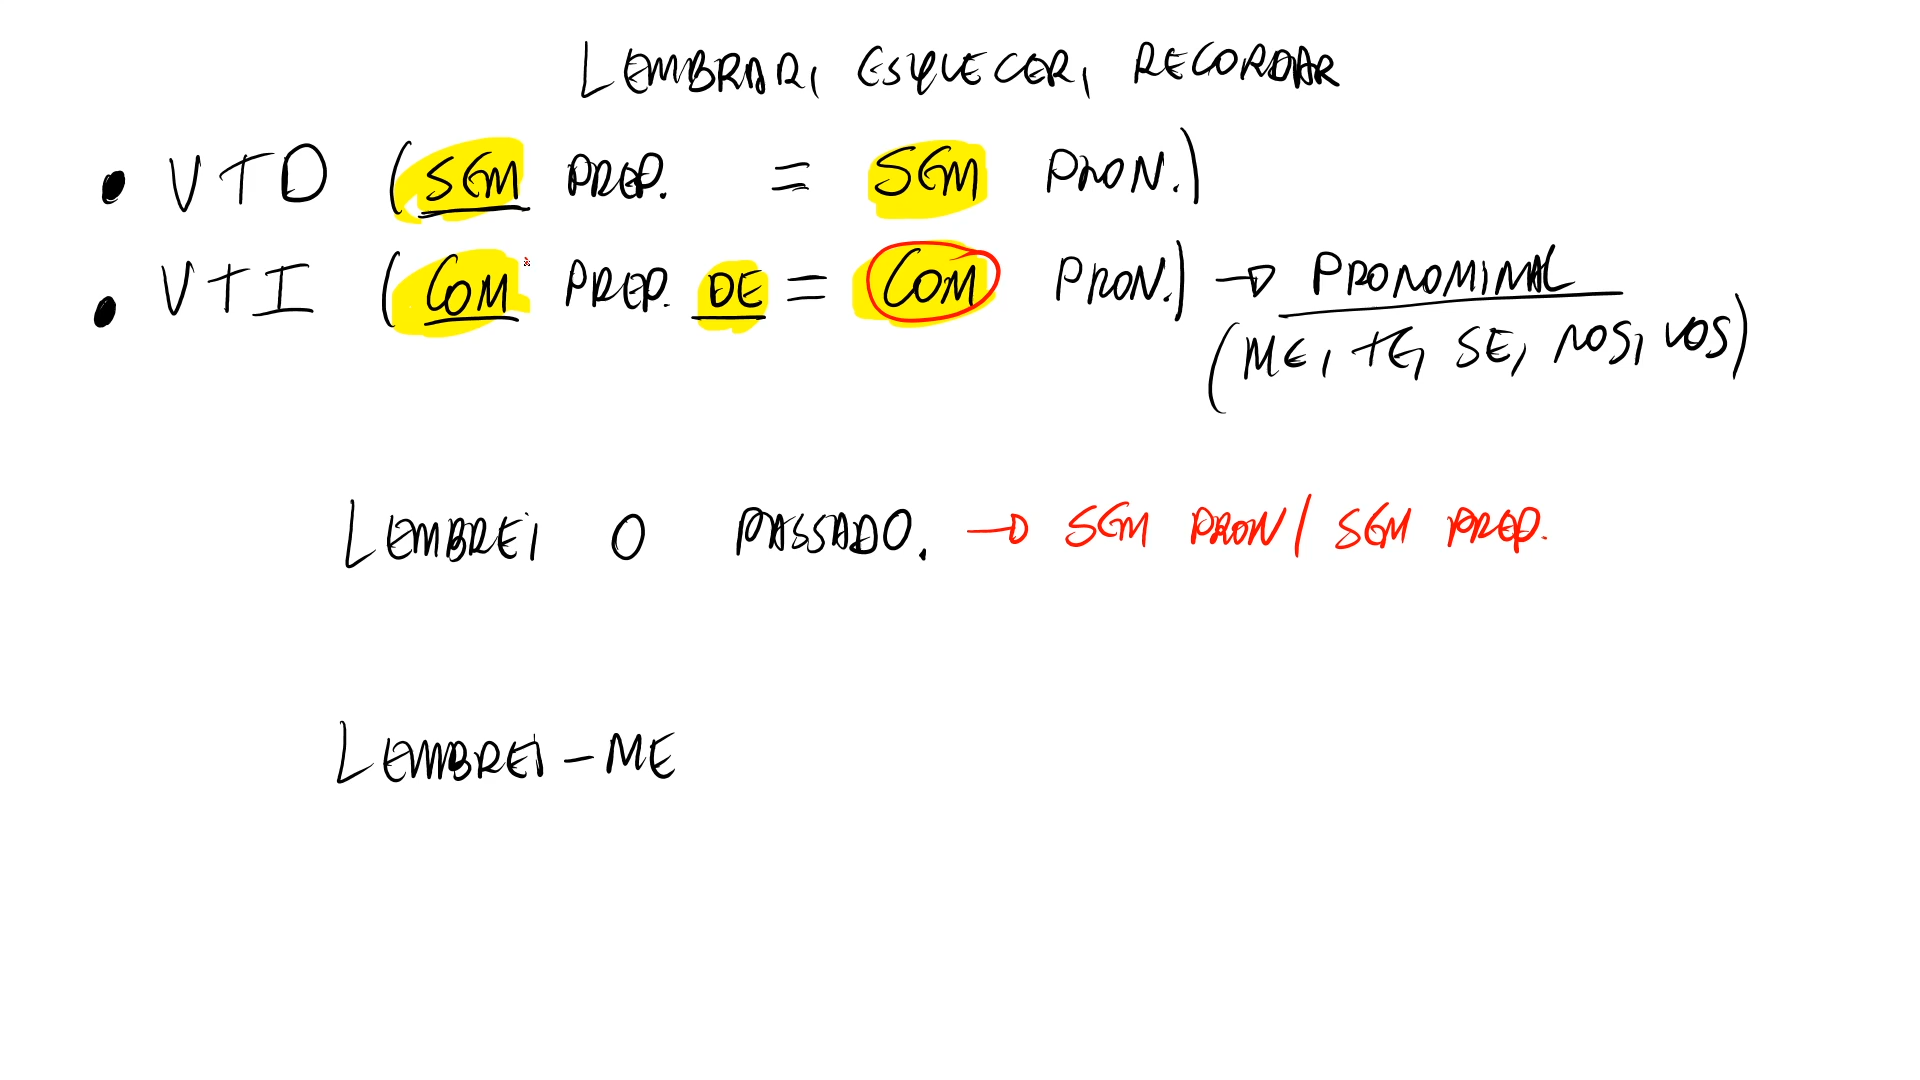 LEMBRAR, ESQUECER, RECORDAR
• VTD (SEM PREP. = SEM PRON.)
• VTI (COM PREP. DE = COM PRON.) → PRONOMINAL
(ME, TE, SE, NOS, VOS)
LEMBREI O PASSADO. → SEM PRON/ SEM PREP.
LEMBREI-ME